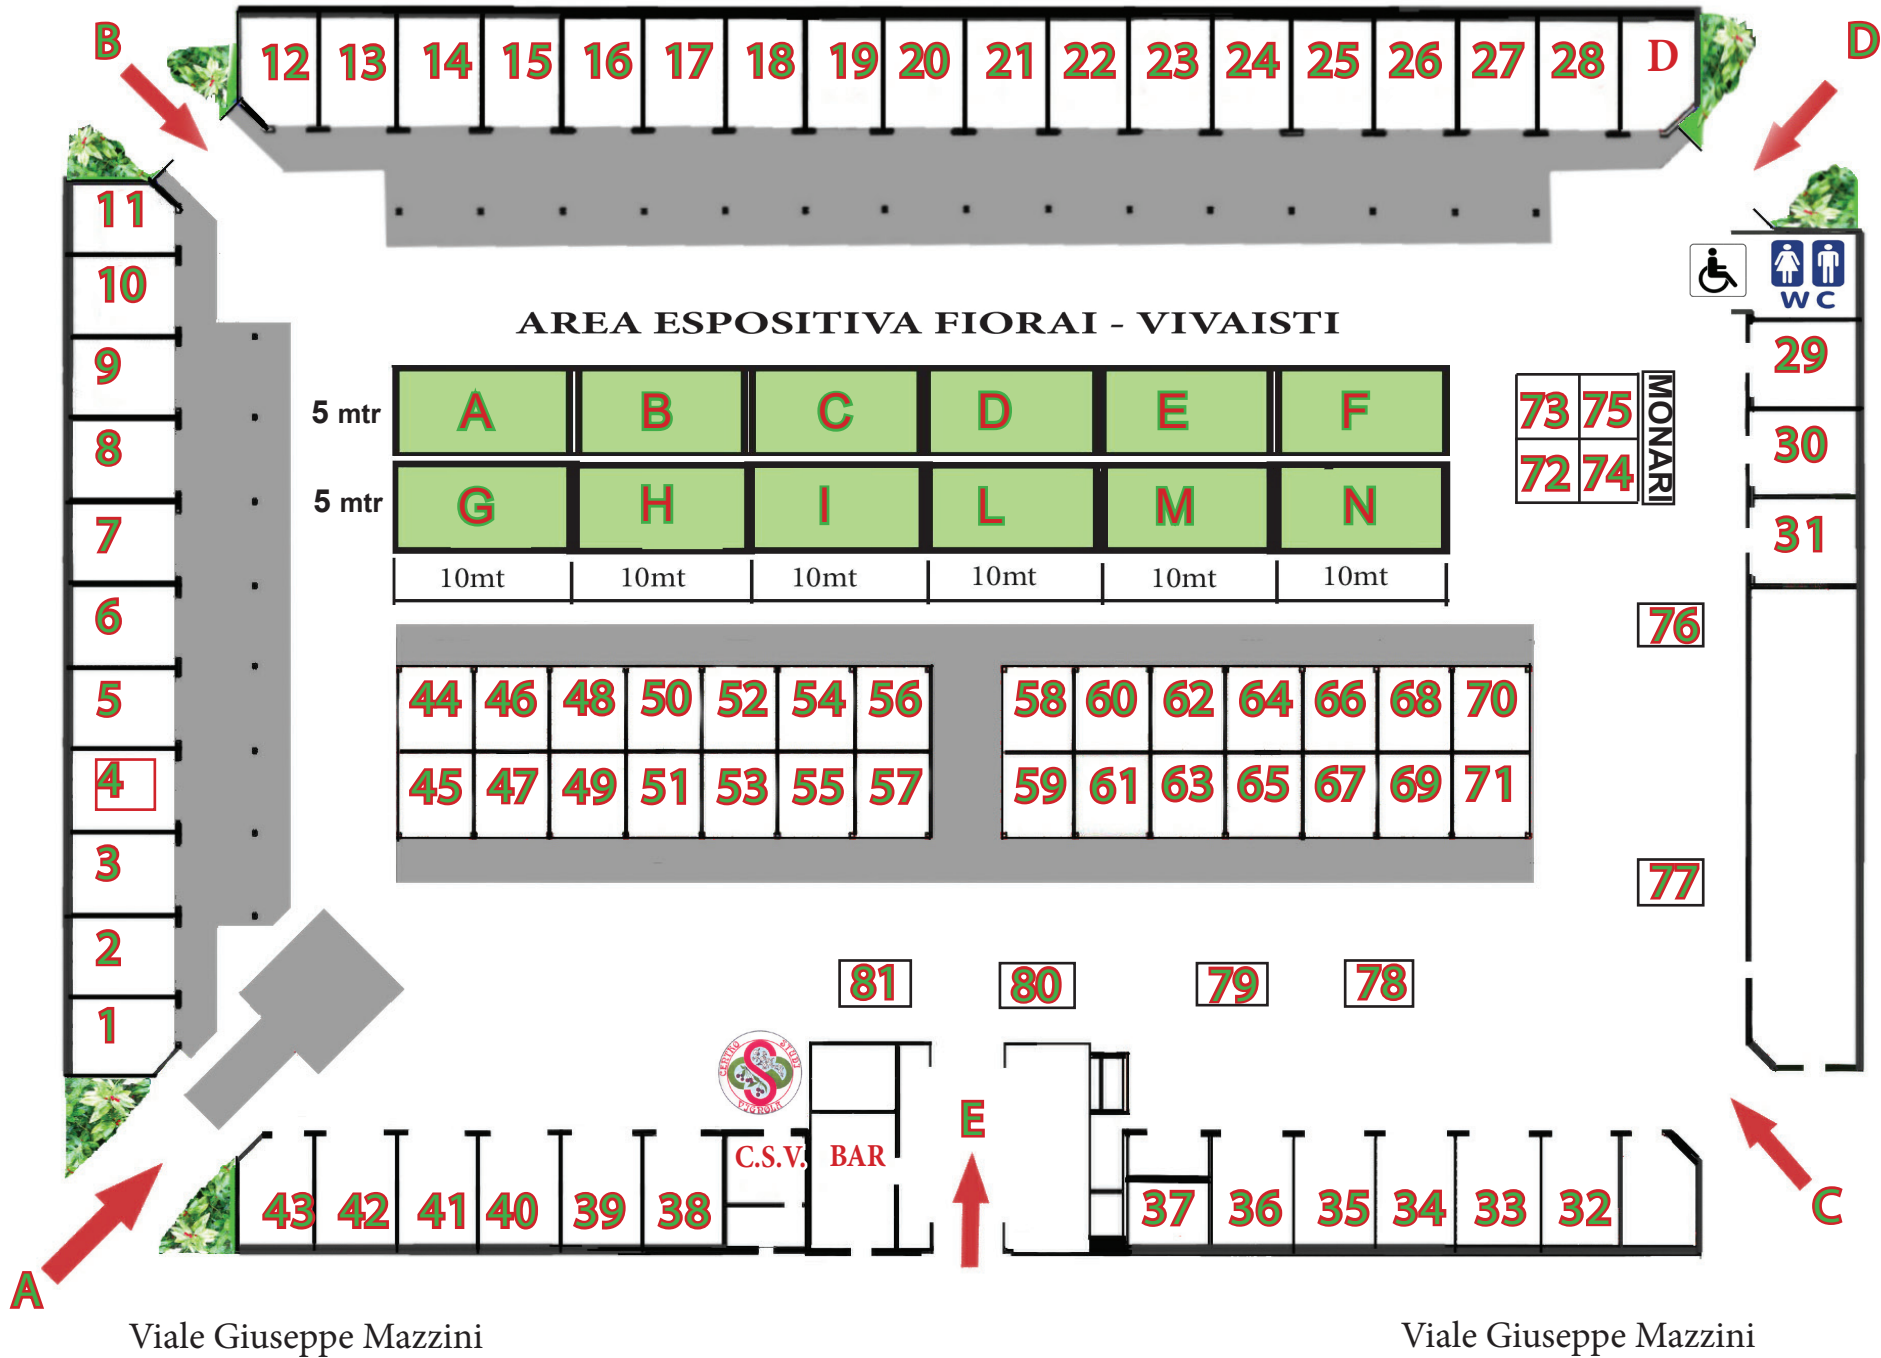 B
D
12 13 14 15 16 17 18 19 20 21 22 23 24 25 26 27 28 D
11
10
9
8
7
6
5
4
3
2
1
WC
29
30
31
AREA ESPOSITIVA FIORAI - VIVAISTI
5 mtr A B C D E F
5 mtr G H I L M N
10mt 10mt 10mt 10mt 10mt 10mt
73 75
72 74
MONARI
76
77
44 46 48 50 52 54 56 58 60 62 64 66 68 70
45 47 49 51 53 55 57 59 61 63 65 67 69 71
81 80 79 78
CENTRO STUDI
VIGNOLA
C.S.V. BAR
E
43 42 41 40 39 38 37 36 35 34 33 32
C
A
Viale Giuseppe Mazzini
Viale Giuseppe Mazzini